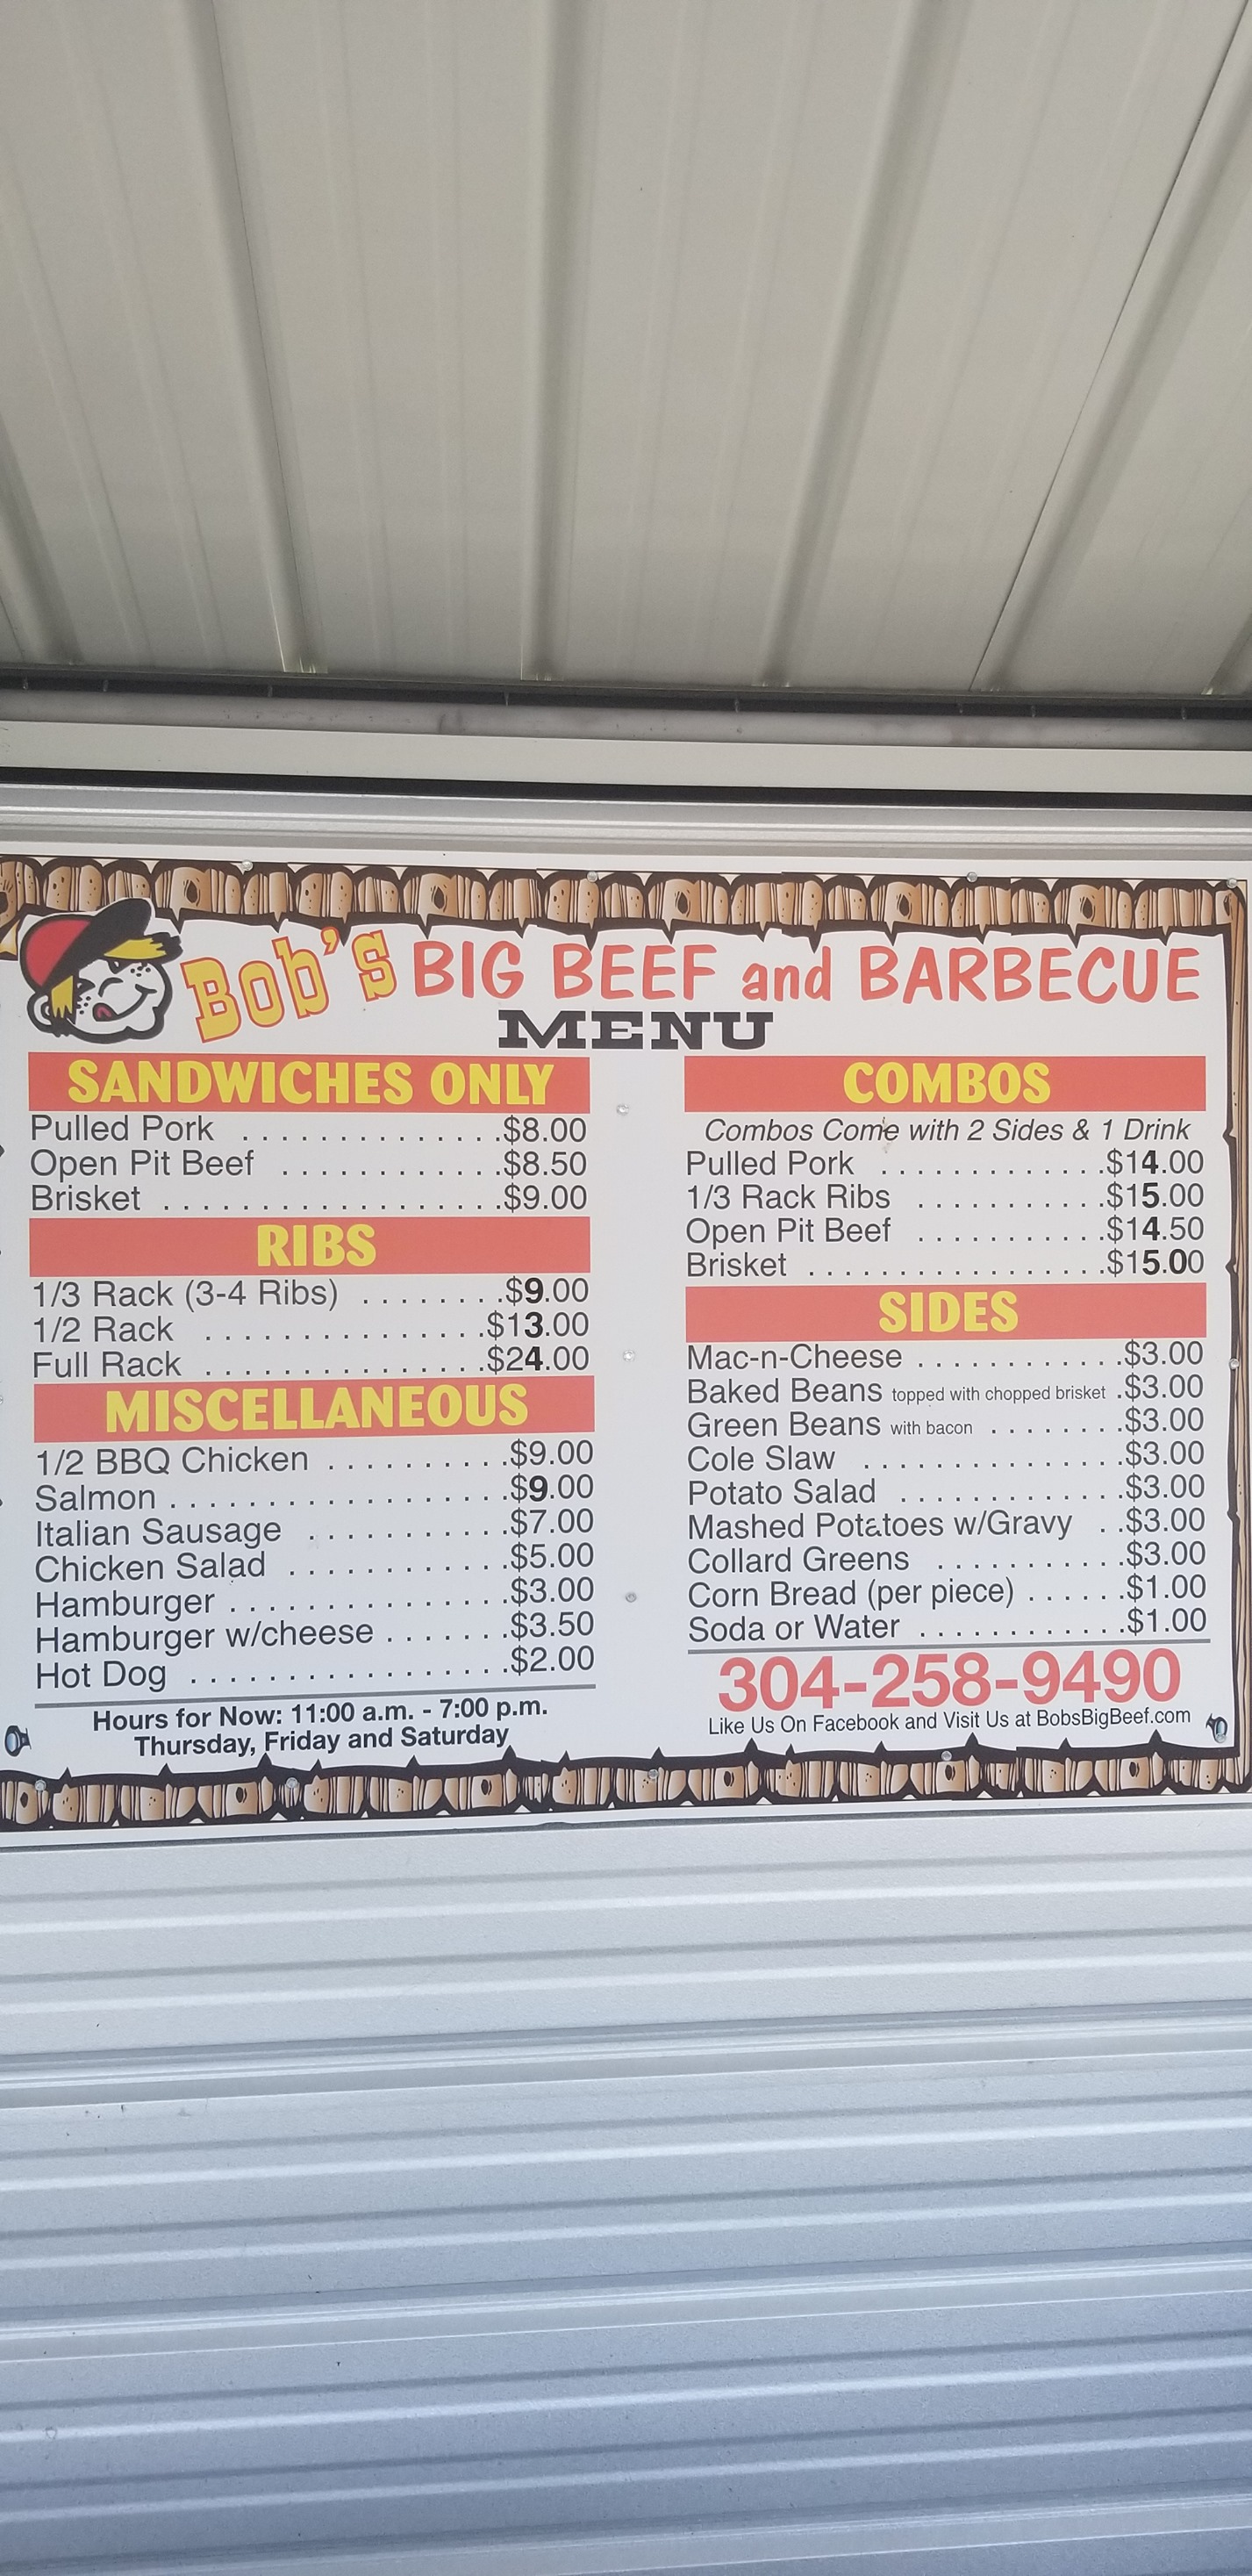 Bob's BIG BEEF and BARBECUE
MENU
SANDWICHES ONLY
Pulled Pork . . . . . . . . . . . . . . .$8.00
Open Pit Beef . . . . . . . . . . . . .$8.50
Brisket . . . . . . . . . . . . . . . . . . .$9.00
RIBS
1/3 Rack (3-4 Ribs) . . . . . . . .$9.00
1/2 Rack . . . . . . . . . . . . . . . .$13.00
Full Rack . . . . . . . . . . . . . . . .$24.00
MISCELLANEOUS
1/2 BBQ Chicken . . . . . . . . . .$9.00
Salmon . . . . . . . . . . . . . . . . . . .$9.00
Italian Sausage . . . . . . . . . . .$7.00
Chicken Salad . . . . . . . . . . . .$5.00
Hamburger . . . . . . . . . . . . . . .$3.00
Hamburger w/cheese . . . . . . .$3.50
Hot Dog . . . . . . . . . . . . . . . . . .$2.00
Hours for Now: 11:00 a.m. - 7:00 p.m.
Thursday, Friday and Saturday
COMBOS
Combos Come with 2 Sides & 1 Drink
Pulled Pork . . . . . . . . . . . . .$14.00
1/3 Rack Ribs . . . . . . . . . . .$15.00
Open Pit Beef . . . . . . . . . . .$14.50
Brisket . . . . . . . . . . . . . . . . .$15.00
SIDES
Mac-n-Cheese . . . . . . . . . . . .$3.00
Baked Beans topped with chopped brisket .$3.00
Green Beans with bacon . . . . . . . .$3.00
Cole Slaw . . . . . . . . . . . . . . .$3.00
Potato Salad . . . . . . . . . . . . .$3.00
Mashed Potatoes w/Gravy . .$3.00
Collard Greens . . . . . . . . . . .$3.00
Corn Bread (per piece) . . . . . .$1.00
Soda or Water . . . . . . . . . . . .$1.00
304-258-9490
Like Us On Facebook and Visit Us at BobsBigBeef.com